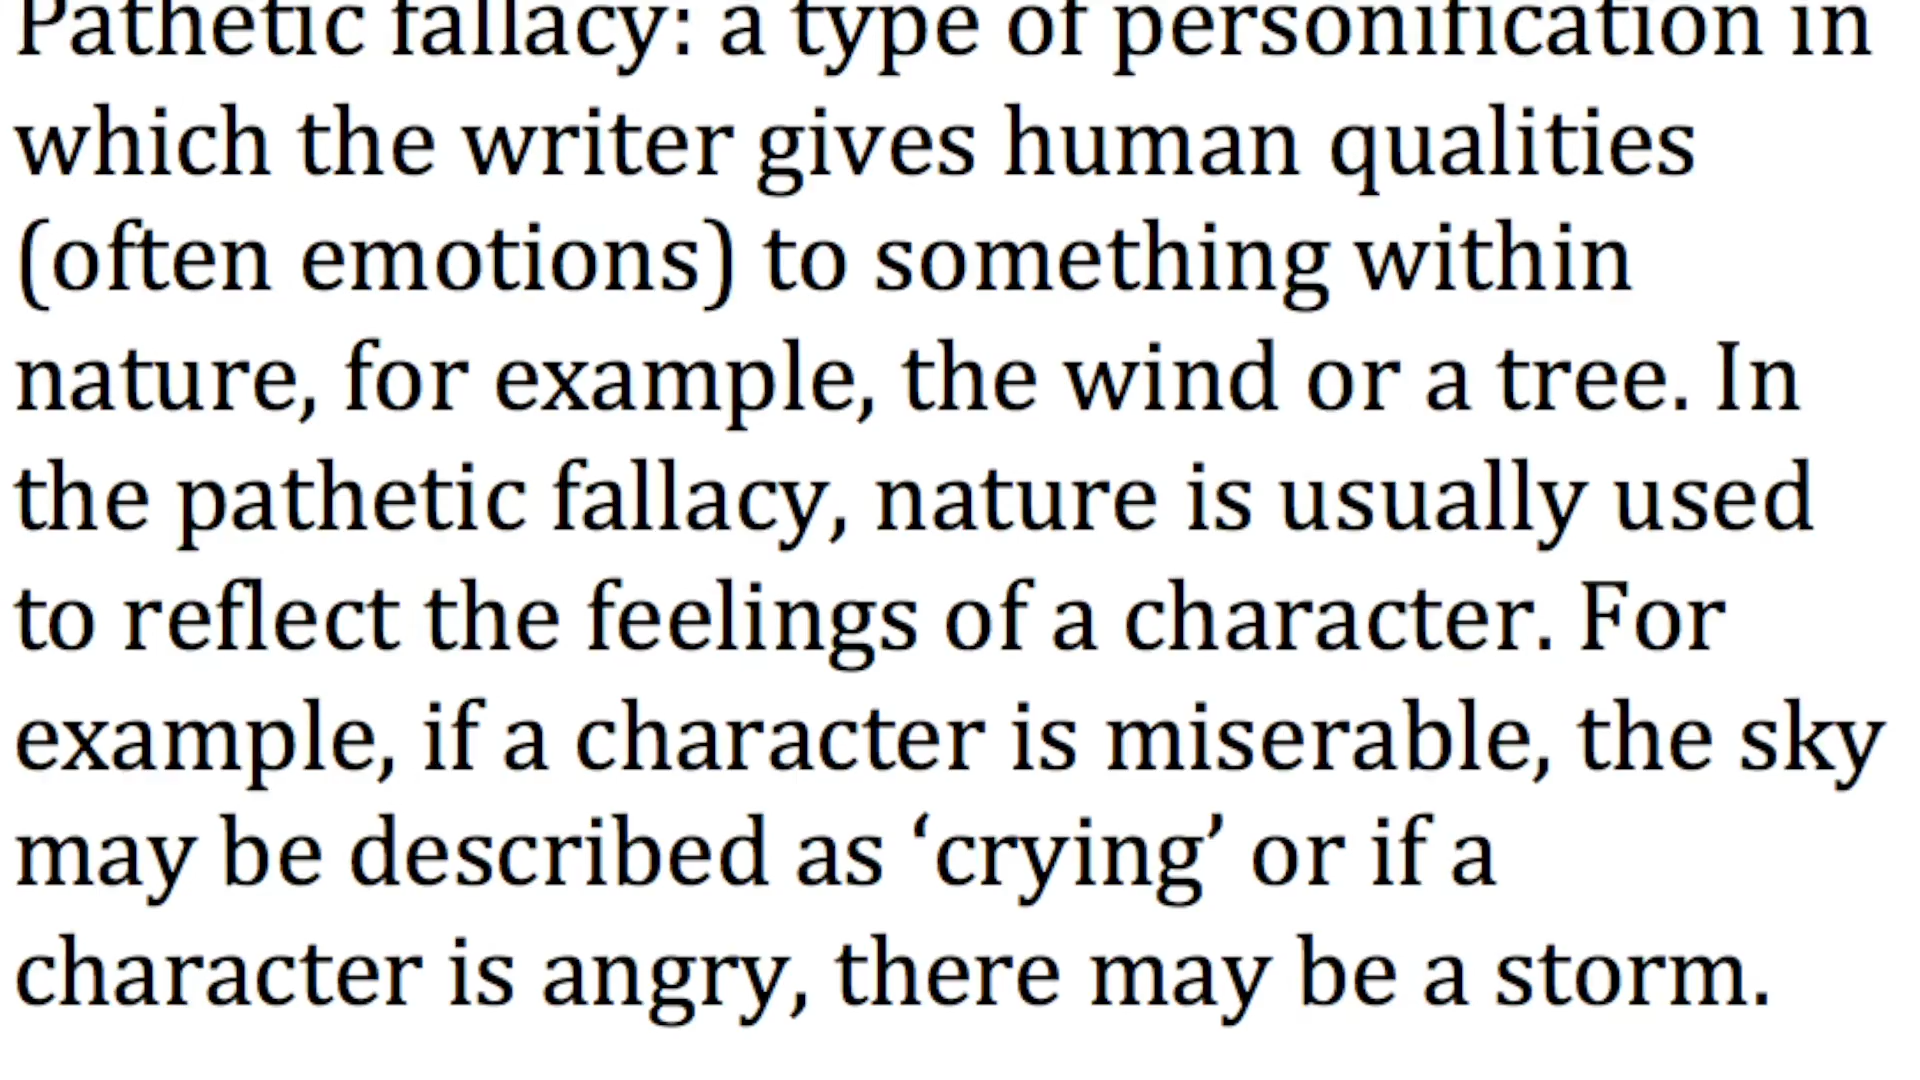 Pathetic fallacy: a type of personification in
which the writer gives human qualities
(often emotions) to something within
nature, for example, the wind or a tree. In
the pathetic fallacy, nature is usually used
to reflect the feelings of a character. For
example, if a character is miserable, the sky
may be described as ‘crying’ or if a
character is angry, there may be a storm.